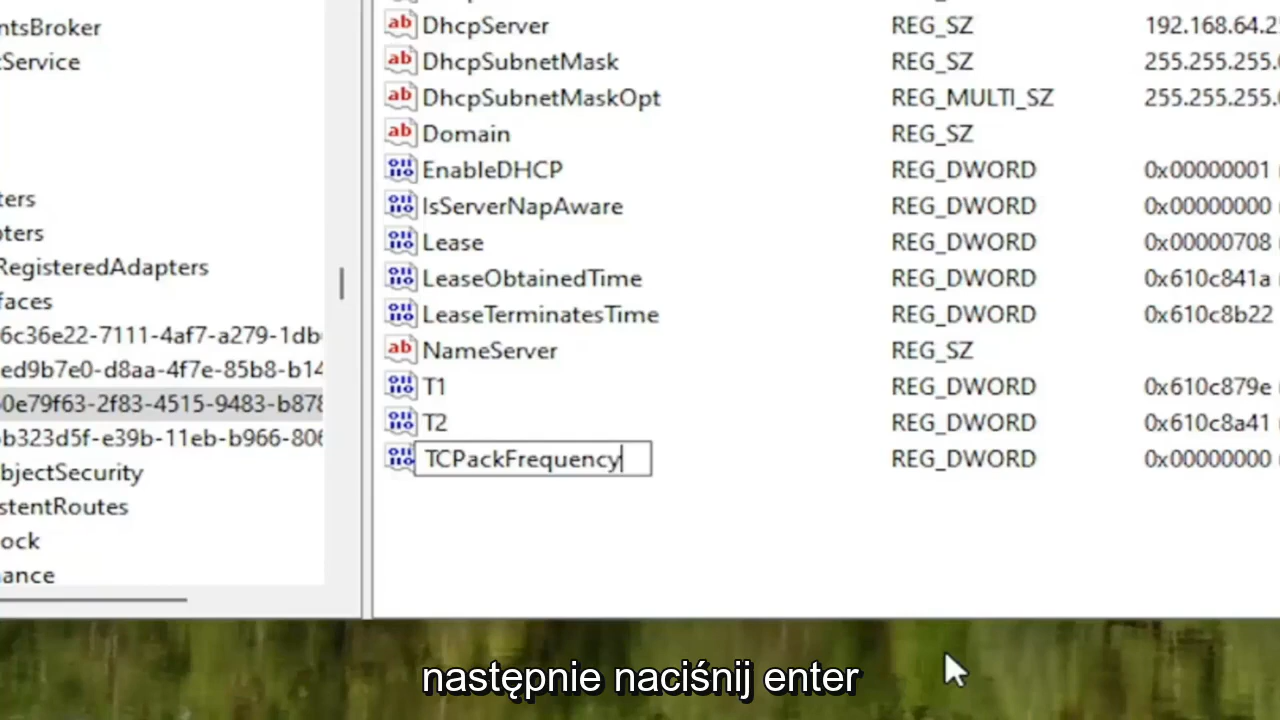 ntsBroker
Service
ters
oters
RegisteredAdapters
faces
6c36e22-7111-4af7-a279-1db
ed9b7e0-d8aa-4f7e-85b8-b14
0e79f63-2f83-4515-9483-b878
b323d5f-e39b-11eb-b966-806
bjectSecurity
stentRoutes
ock
ance
DhcpServer REG_SZ 192.168.64.2
DhcpSubnetMask REG_SZ 255.255.255.
DhcpSubnetMaskOpt REG_MULTI_SZ 255.255.255.
Domain REG_SZ
EnableDHCP REG_DWORD 0x00000001
IsServerNapAware REG_DWORD 0x00000000
Lease REG_DWORD 0x00000708
LeaseObtainedTime REG_DWORD 0x610c841a
LeaseTerminatesTime REG_DWORD 0x610c8b22
NameServer REG_SZ
T1 REG_DWORD 0x610c879e
T2 REG_DWORD 0x610c8a41
TCPackFrequency REG_DWORD 0x00000000
następnie naciśnij enter